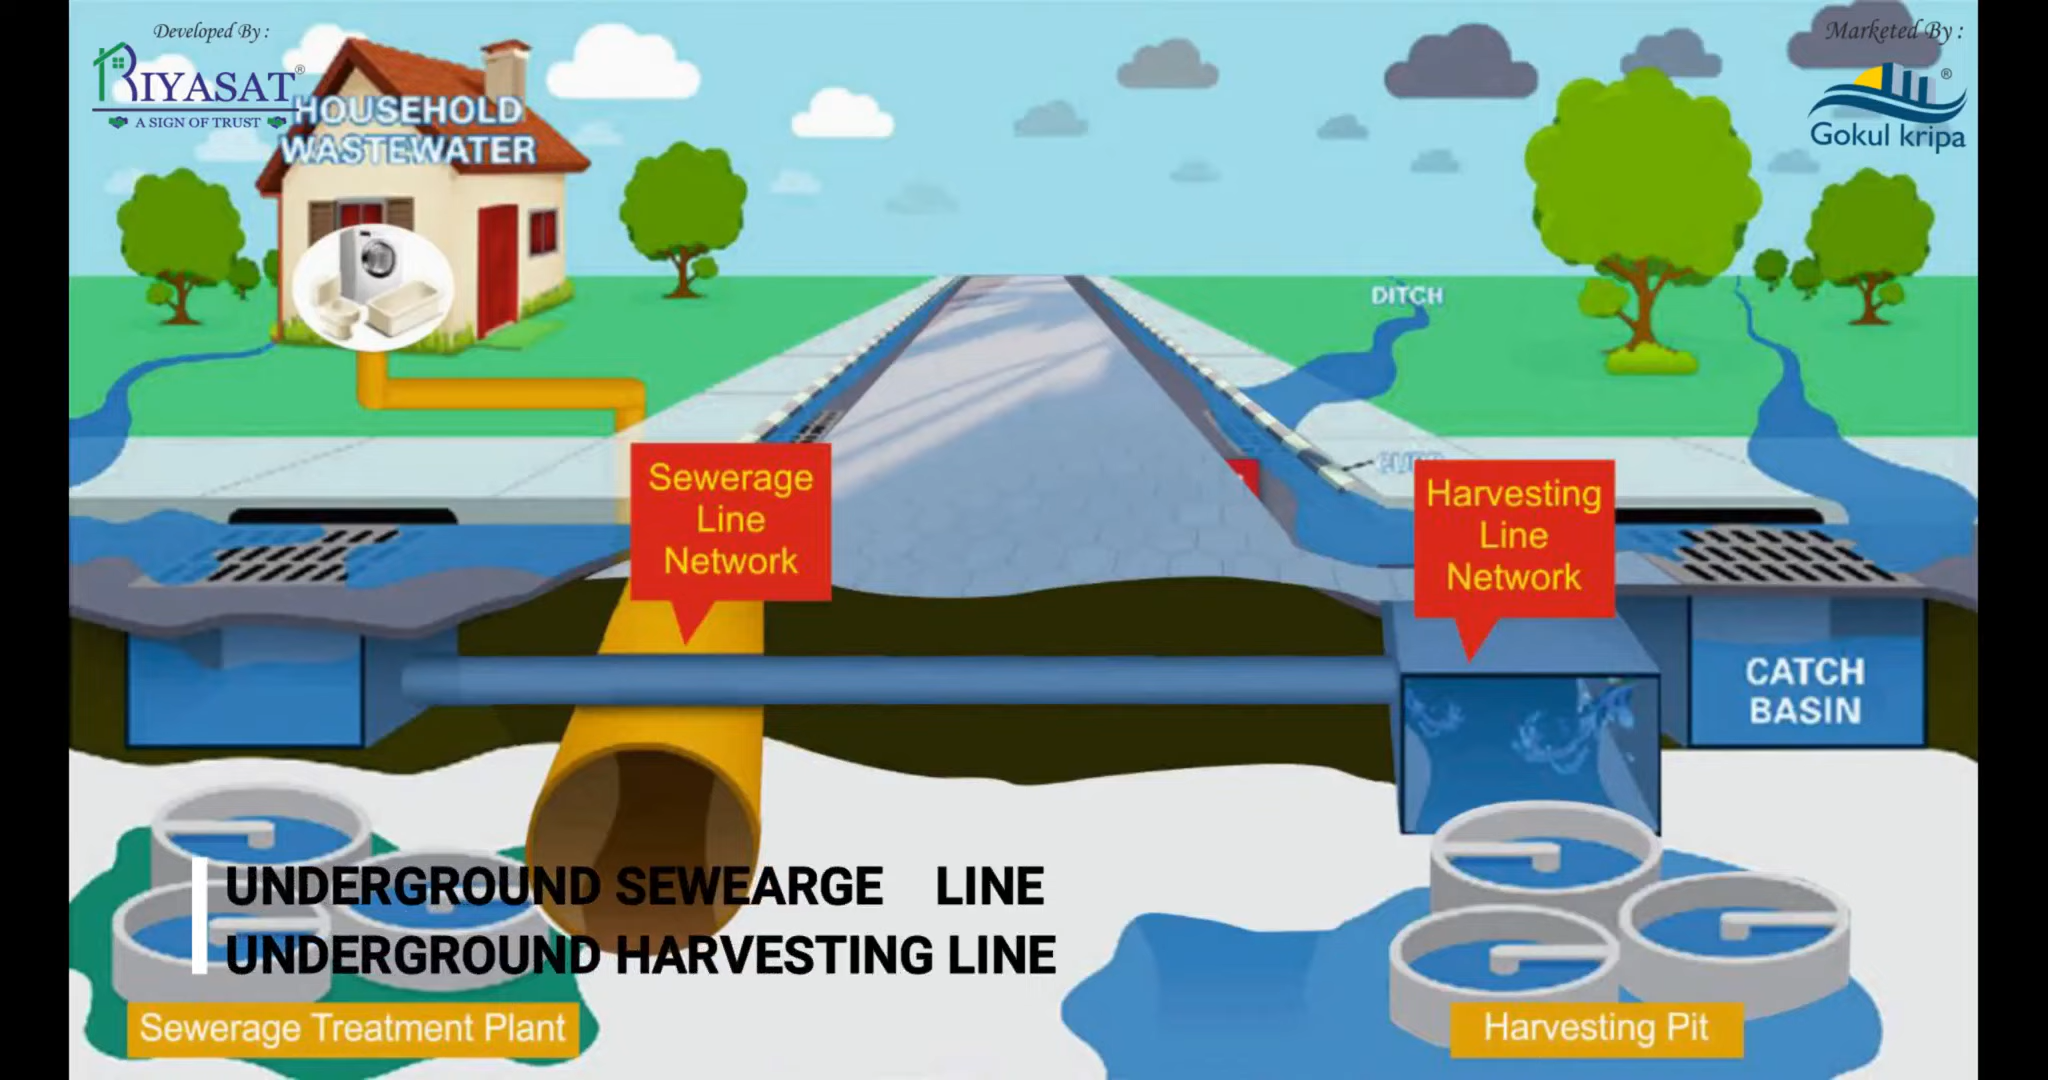 Developed By :
RIYASAT®
A SIGN OF TRUST
Marketed By :
Gokul kripa
®
HOUSEHOLD
WASTEWATER
DITCH
Sewerage
Line
Network
Harvesting
Line
Network
CATCH
BASIN
UNDERGROUND SEWEARGE LINE
UNDERGROUND HARVESTING LINE
Sewerage Treatment Plant
Harvesting Pit